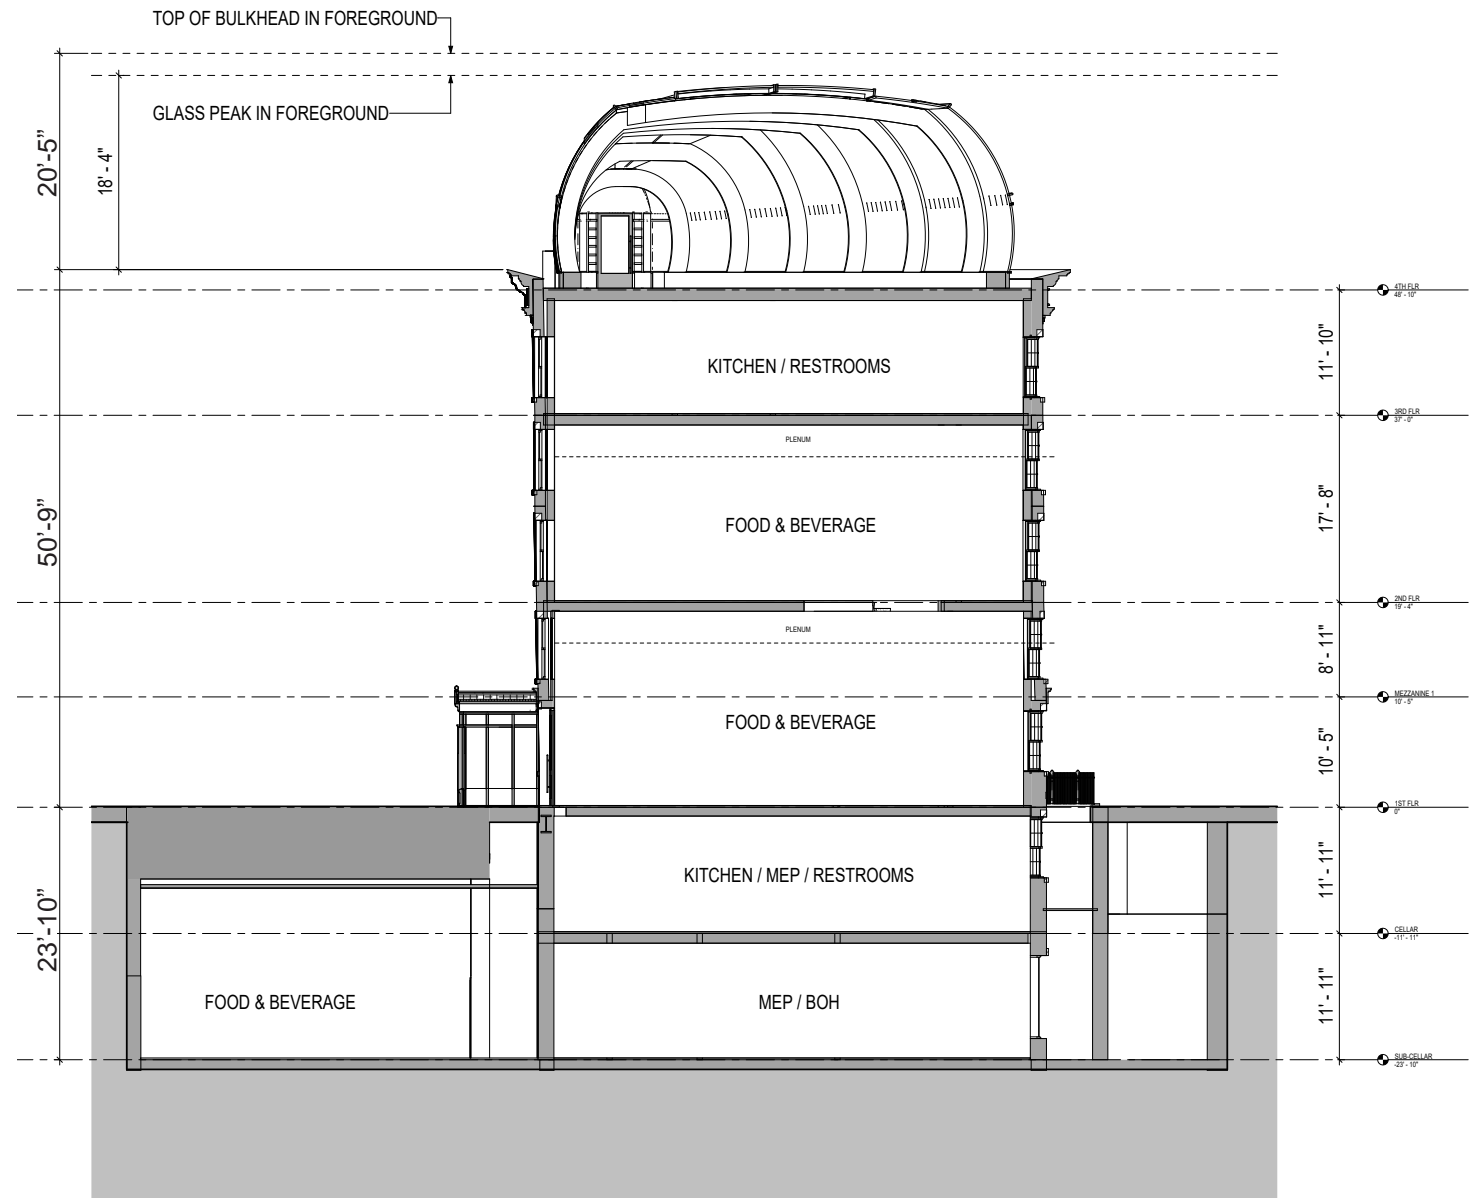 TOP OF BULKHEAD IN FOREGROUND
GLASS PEAK IN FOREGROUND
20'-5"
18' - 4"
4TH FLR
48' - 10"
11' - 10"
KITCHEN / RESTROOMS
3RD FLR
37' - 0"
PLENUM
17' - 8"
FOOD & BEVERAGE
50'-9"
2ND FLR
19' - 4"
PLENUM
8' - 11"
MEZZANINE 1
10' - 5"
FOOD & BEVERAGE
10' - 5"
1ST FLR
0"
KITCHEN / MEP / RESTROOMS
11' - 11"
23'-10"
CELLAR
-11' - 11"
FOOD & BEVERAGE
MEP / BOH
11' - 11"
SUB-CELLAR
-23' - 10"